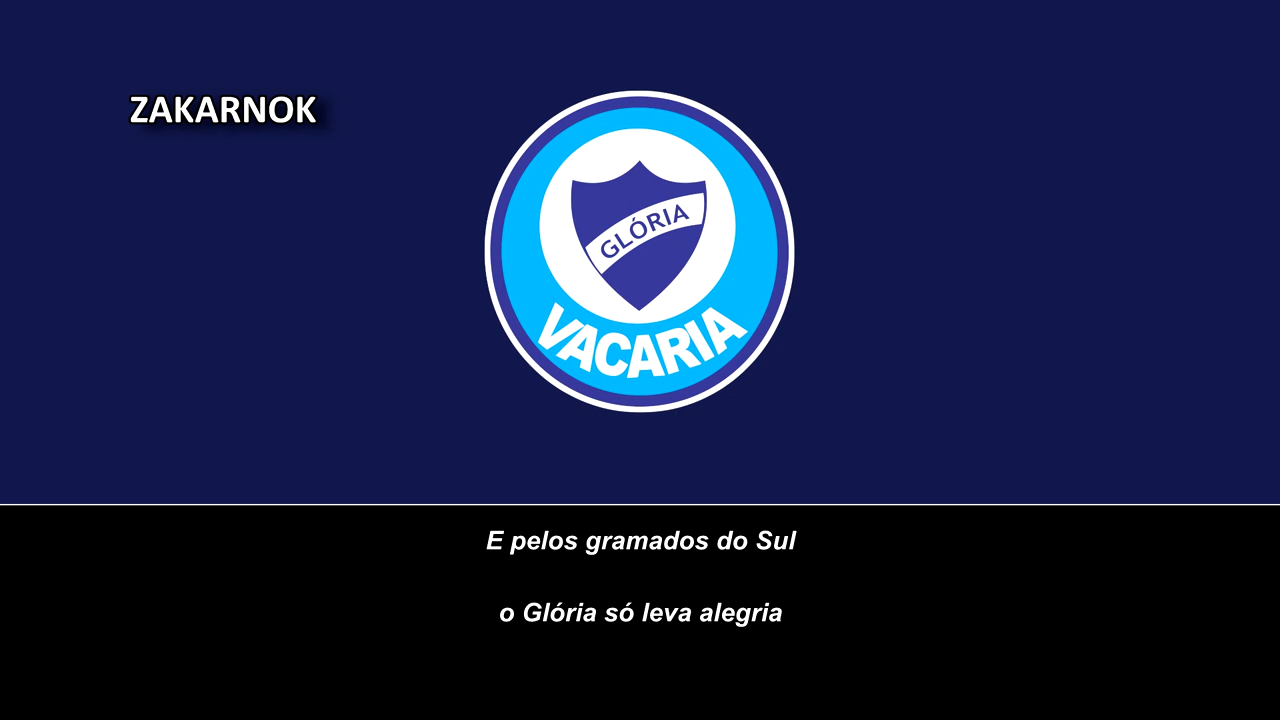 ZAKARNOK
GLÓRIA
VACARIA
E pelos gramados do Sul
o Glória só leva alegria